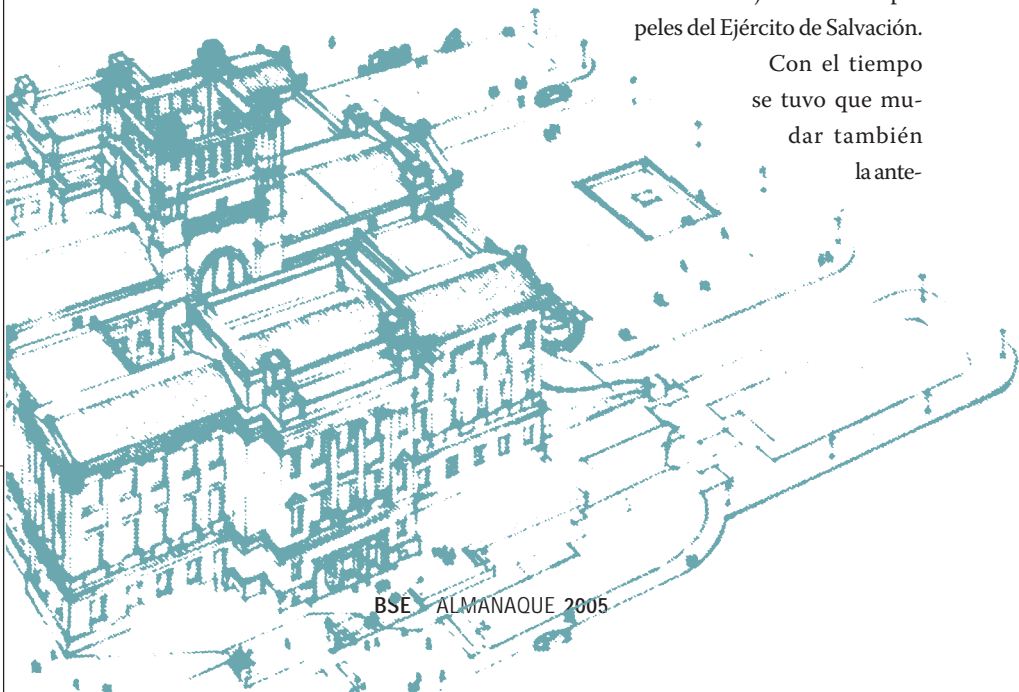 peles del Ejército de Salvación.
Con el tiempo
se tuvo que mu-
dar también
la ante-
BSE ALMANAQUE 2005